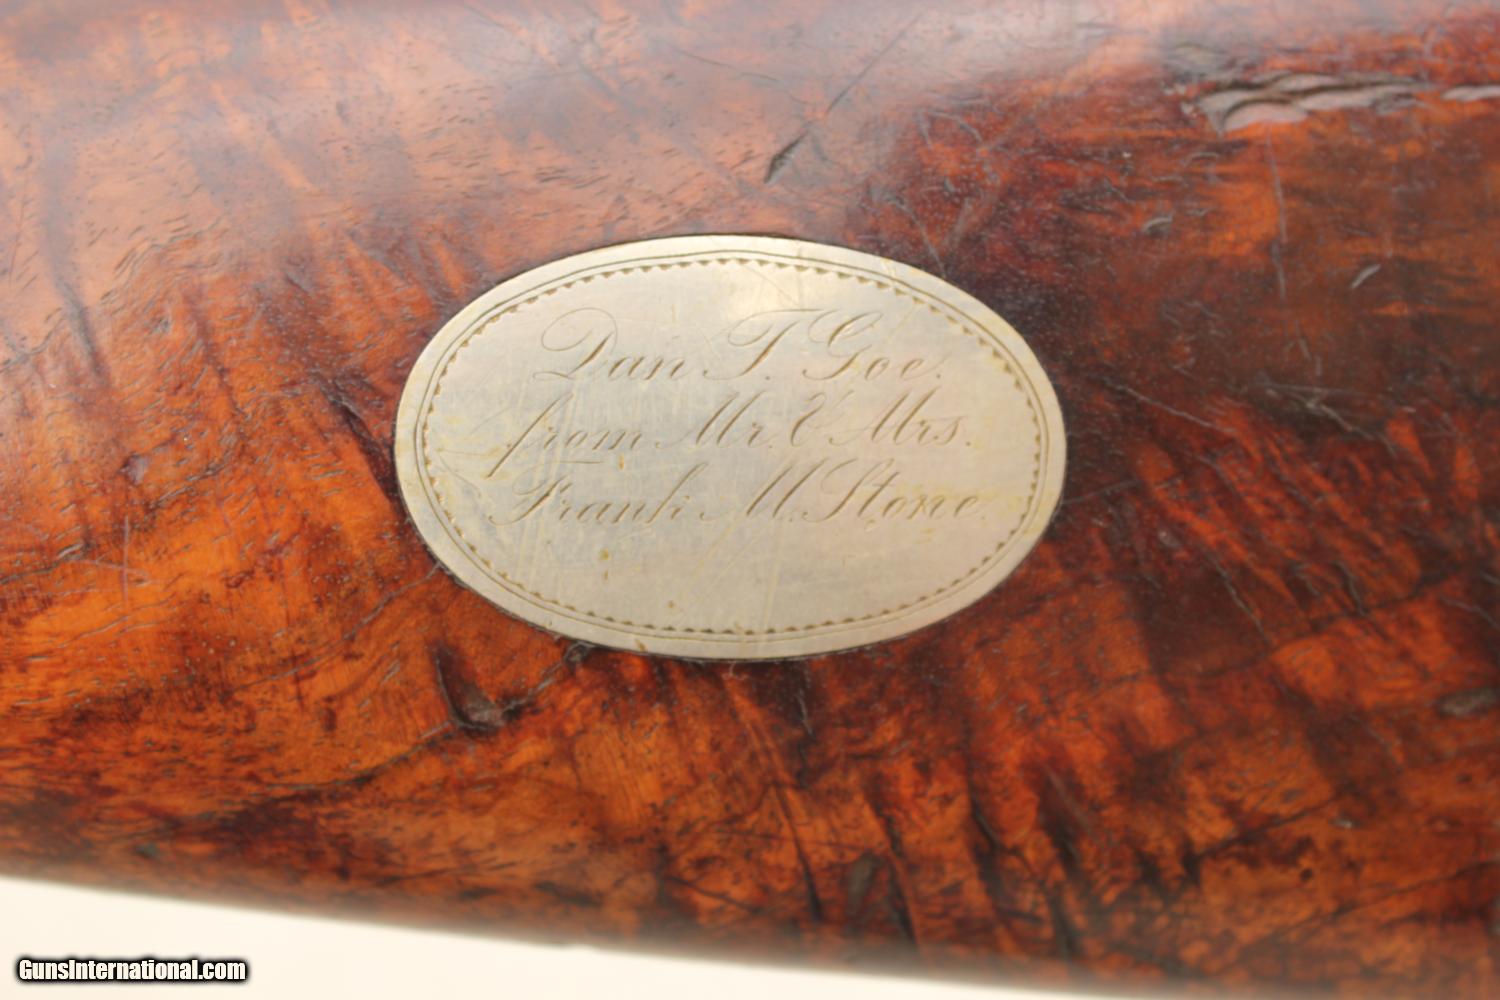 Dan T. Goe.
from Mr. & Mrs.
Frank M. Stone.
GunsInternational.com